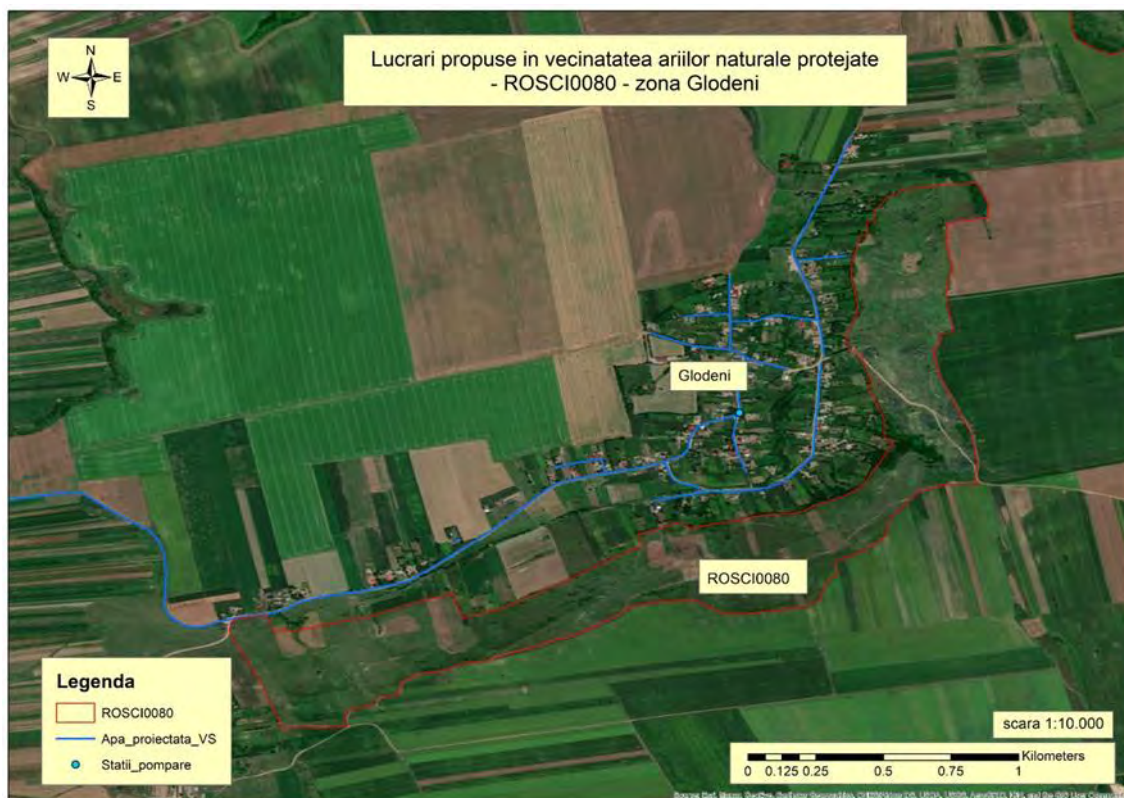 N
W E
S
Lucrari propuse in vecinatatea ariilor naturale protejate
- ROSCI0080 - zona Glodeni
Glodeni
ROSCI0080
Legenda
ROSCI0080
Apa_proiectata_VS
Statii_pompare
scara 1:10.000
Kilometers
0 0.125 0.25 0.5 0.75 1